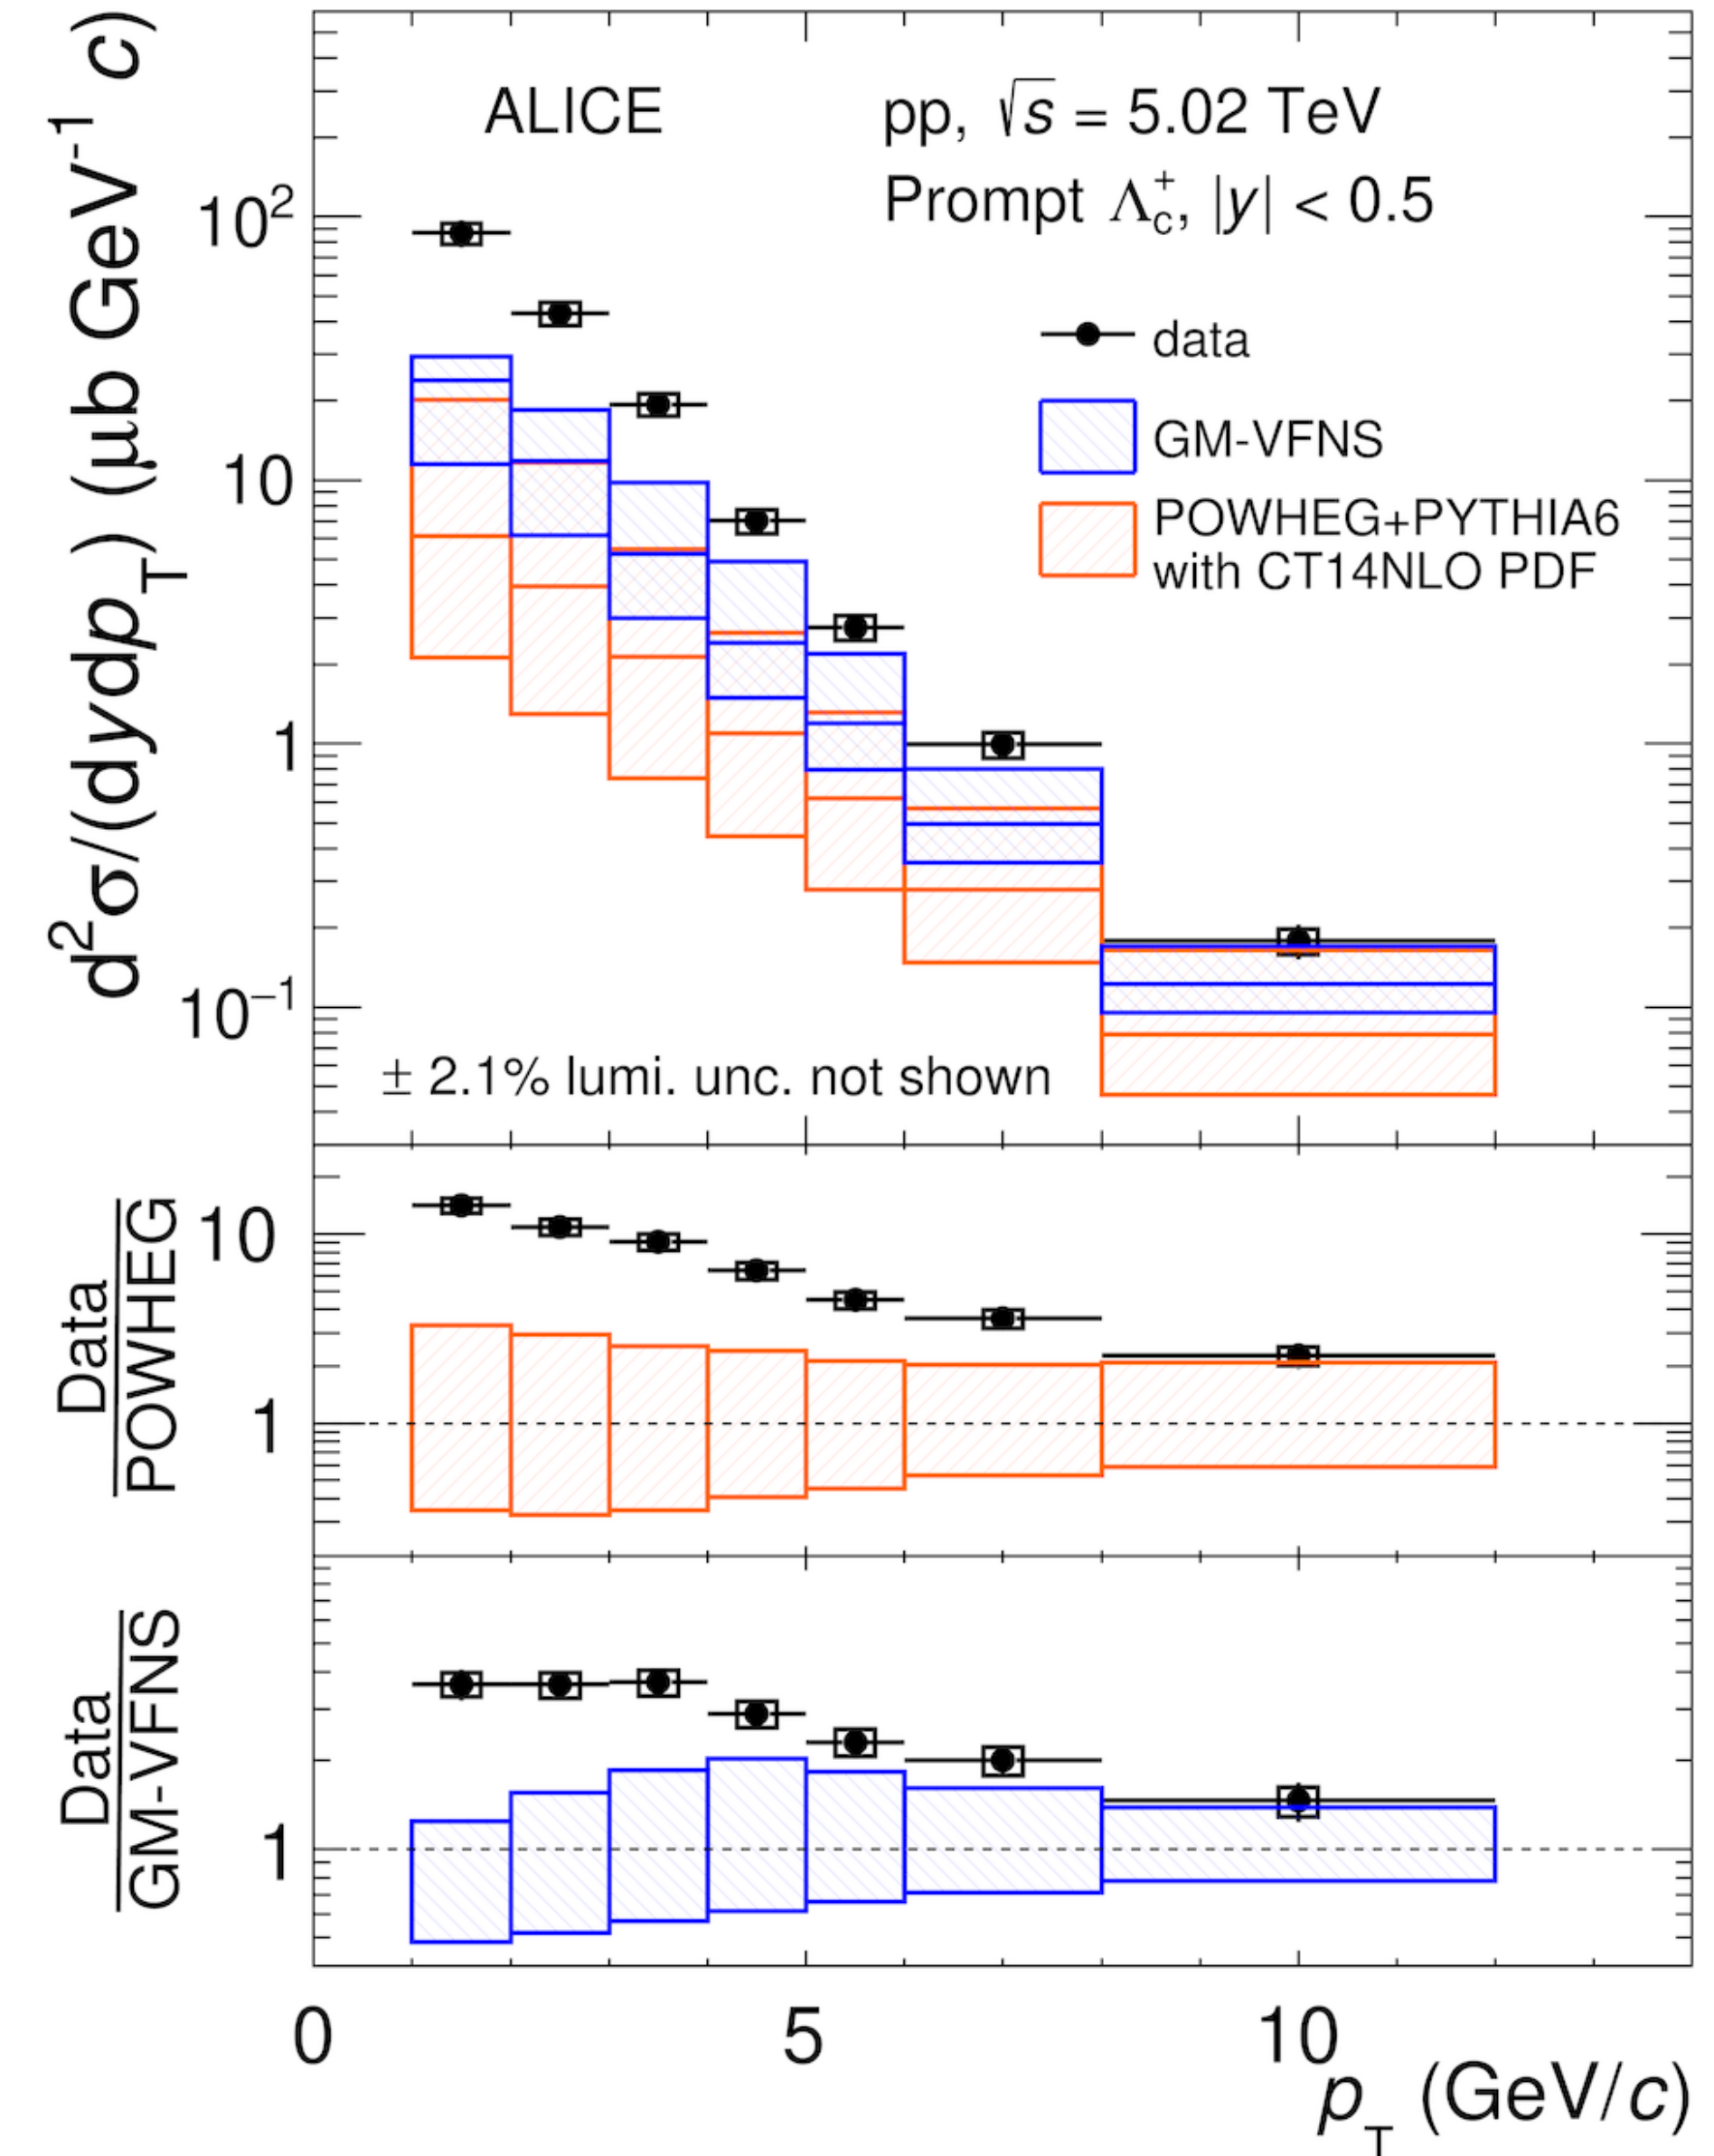 ALICE
pp, √s = 5.02 TeV
Prompt Λc+, |y| < 0.5
data
GM-VFNS
POWHEG+PYTHIA6
with CT14NLO PDF
± 2.1% lumi. unc. not shown
d²σ/(dydpT) (μb GeV⁻¹ c)
10²
10
1
10⁻¹
Data
POWHEG
10
1
Data
GM-VFNS
1
0 5 10
pT (GeV/c)